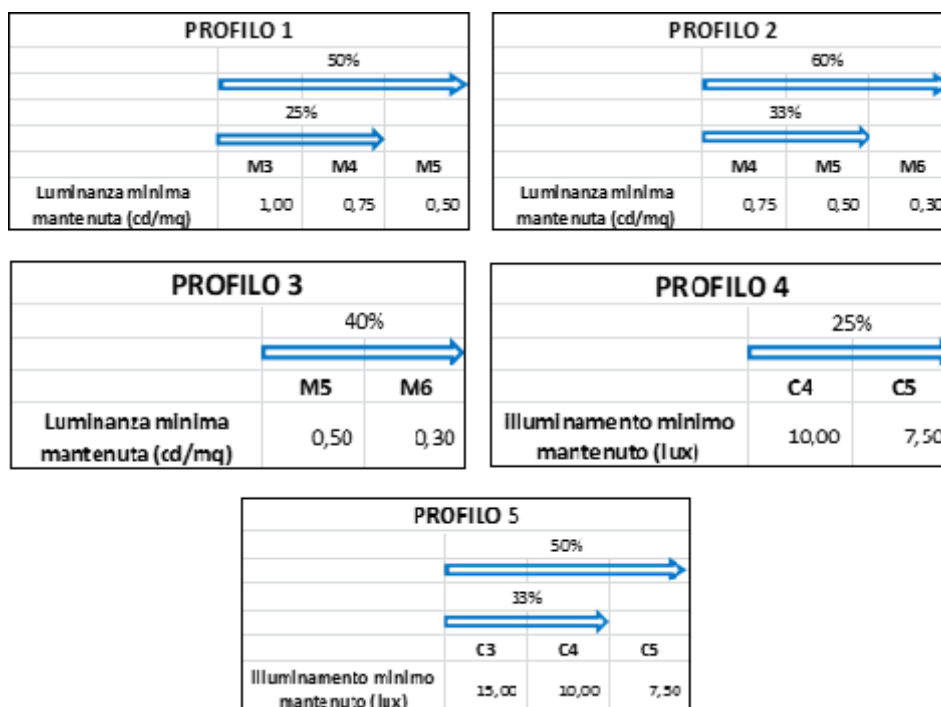 PROFILO 1
50%
25%
M3 M4 M5
Luminanza minima
mantenuta (cd/mq)
1,00 0,75 0,50
PROFILO 2
60%
33%
M4 M5 M6
Luminanza minima
mantenuta (cd/mq)
0,75 0,50 0,30
PROFILO 3
40%
M5 M6
Luminanza minima
mantenuta (cd/mq)
0,50 0,30
PROFILO 4
25%
C4 C5
illuminamento minimo
mantenuto (lux)
10,00 7,50
PROFILO 5
50%
33%
C3 C4 C5
illuminamento minimo
mantenuto (lux)
15,00 10,00 7,50